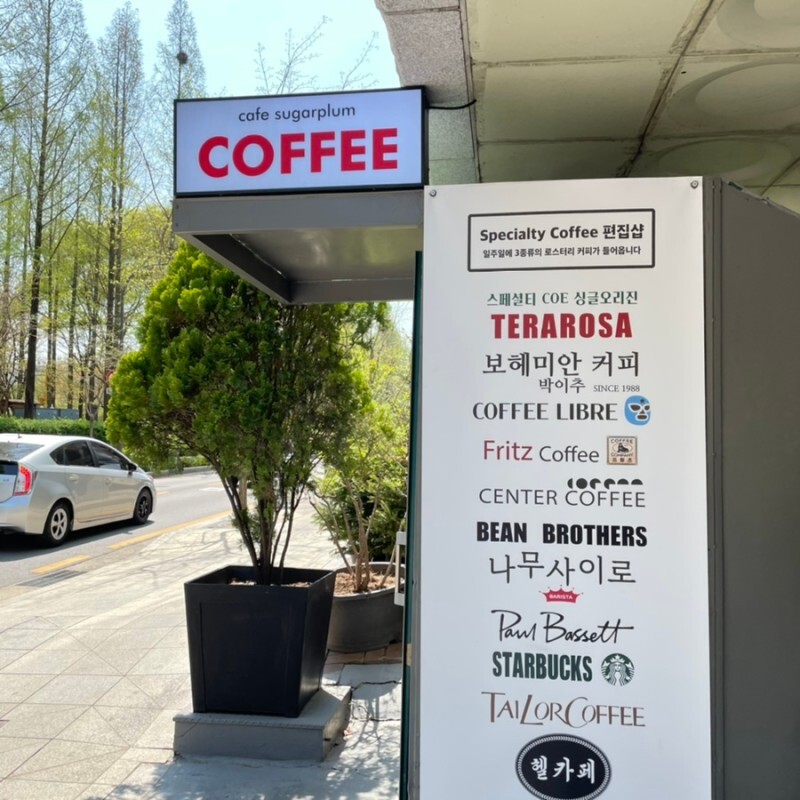 cafe sugarplum
COFFEE
Specialty Coffee 편집샵
일주일에 3종류의 로스터리 커피가 들어옵니다
스페셜티 COE 싱글오리진
TERAROSA
보헤미안 커피
박이추 SINCE 1988
COFFEE LIBRE
Fritz Coffee
CENTER COFFEE
BEAN BROTHERS
나무사이로
BARISTA
Paul Bassett
STARBUCKS
TAILOR COFFEE
헬카페